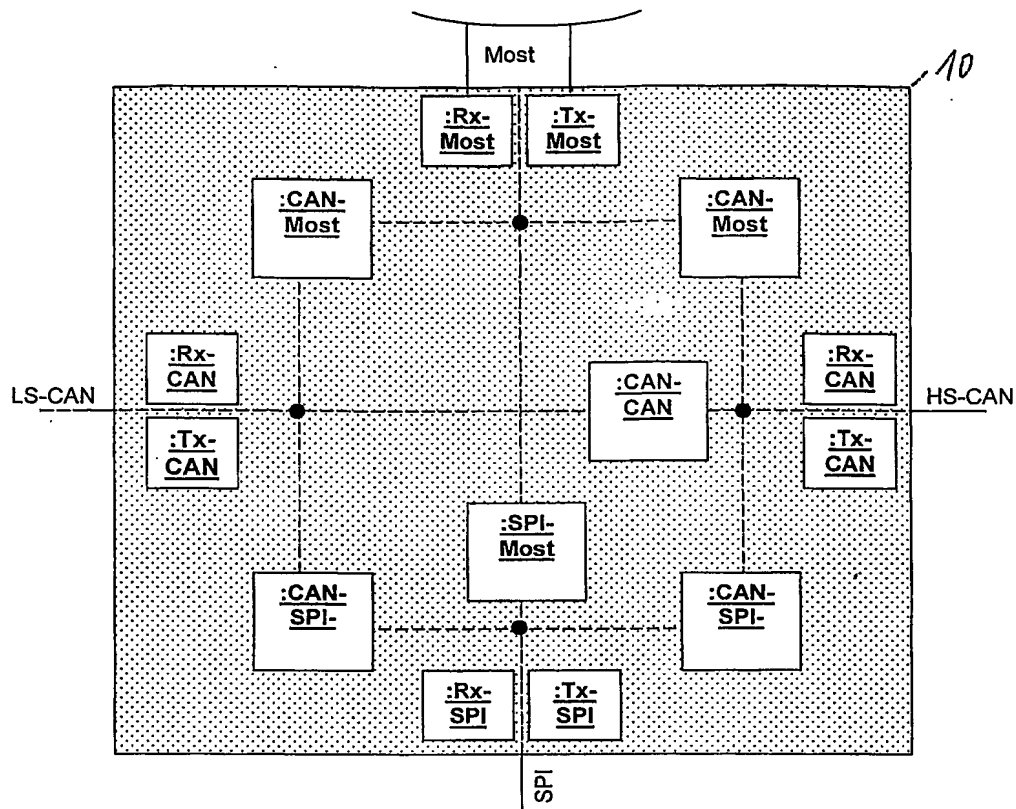 Most
10
:Rx-
Most
:Tx-
Most
:CAN-
Most
:CAN-
Most
:Rx-
CAN
:CAN-
CAN
:Rx-
CAN
LS-CAN
HS-CAN
:Tx-
CAN
:Tx-
CAN
:SPI-
Most
:CAN-
SPI-
:CAN-
SPI-
:Rx-
SPI
:Tx-
SPI
SPI